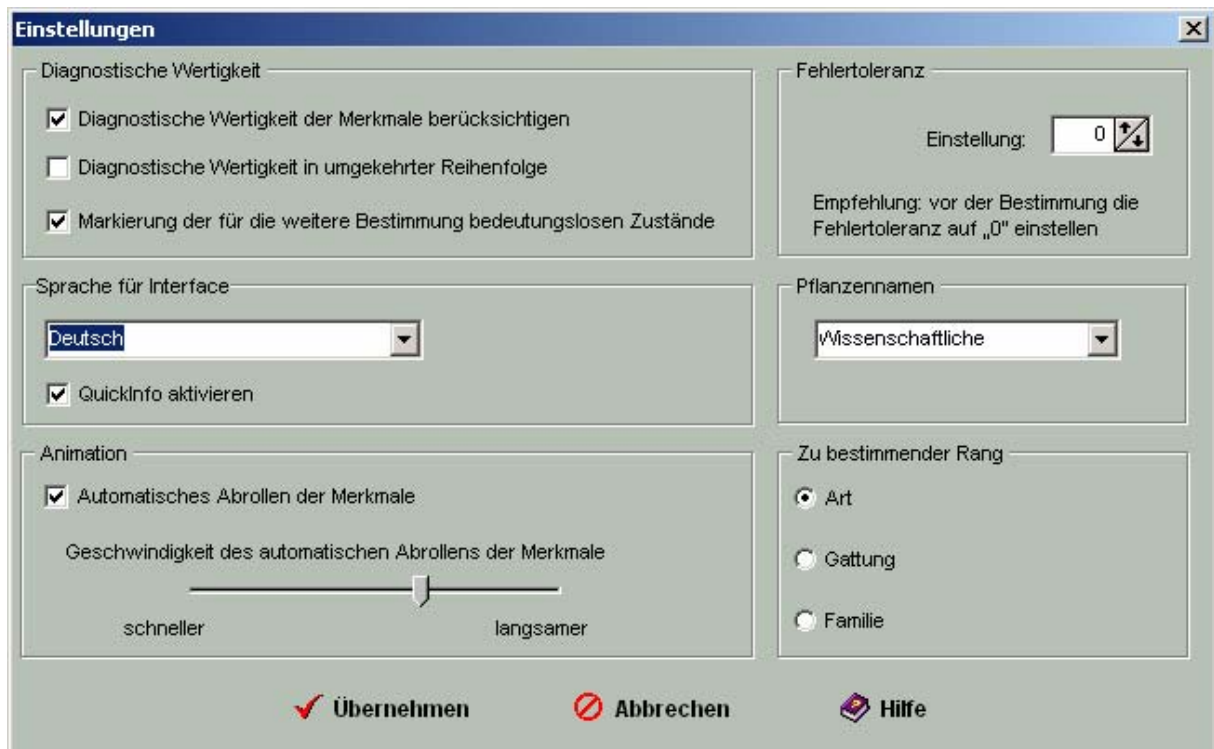 Einstellungen
Diagnostische Wertigkeit
Diagnostische Wertigkeit der Merkmale berücksichtigen
Diagnostische Wertigkeit in umgekehrter Reihenfolge
Markierung der für die weitere Bestimmung bedeutungslosen Zustände
Fehlertoleranz
Einstellung: 0
Empfehlung: vor der Bestimmung die
Fehlertoleranz auf „0" einstellen
Sprache für Interface
Deutsch
QuickInfo aktivieren
Pflanzennamen
Wissenschaftliche
Animation
Automatisches Abrollen der Merkmale
Geschwindigkeit des automatischen Abrollens der Merkmale
schneller langsamer
Zu bestimmender Rang
Art
Gattung
Familie
Übernehmen Abbrechen Hilfe